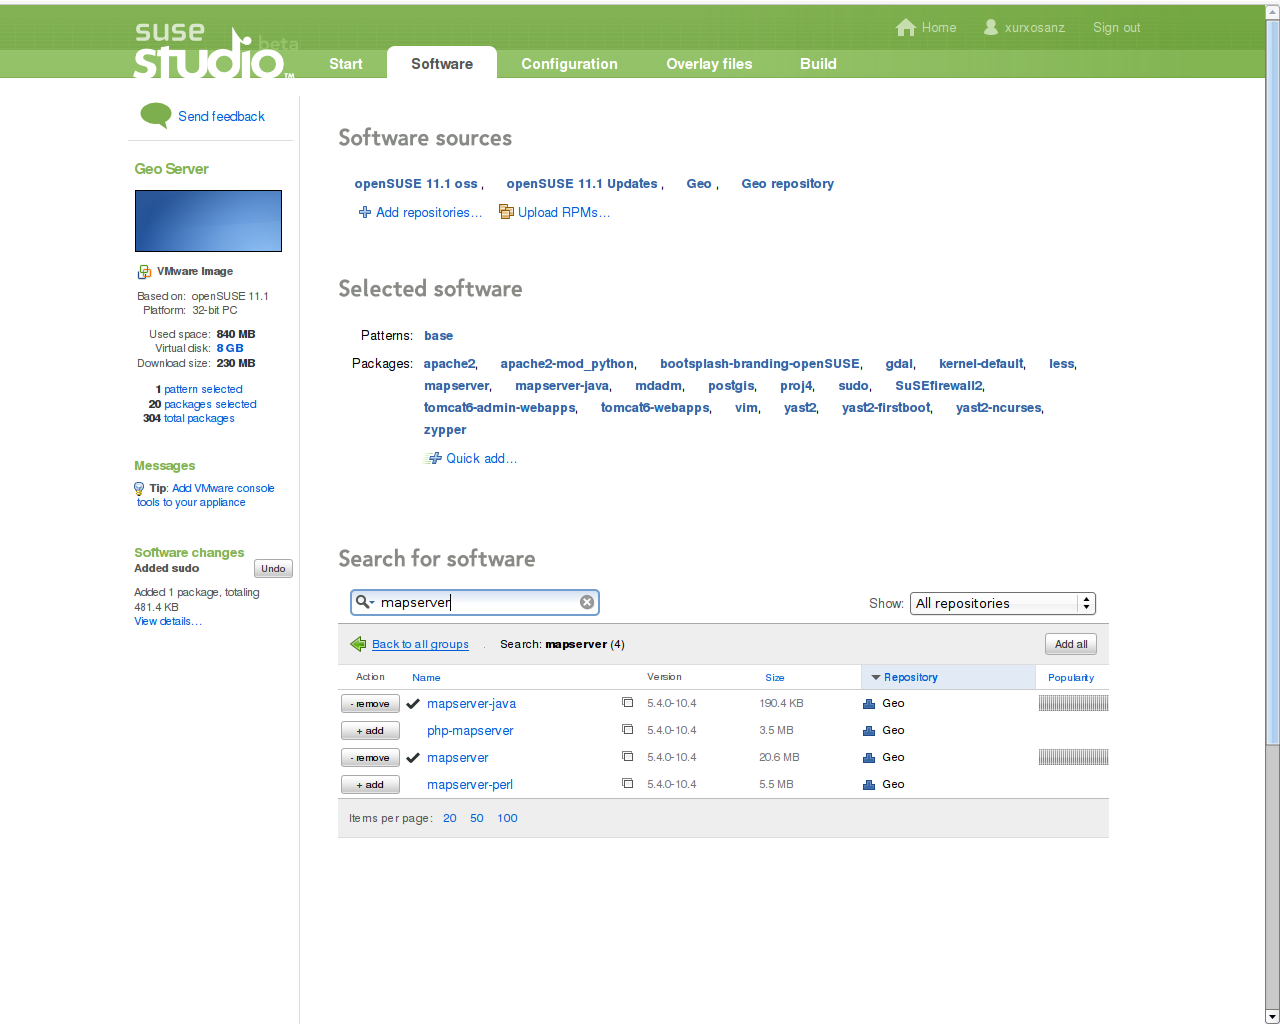 suse studio beta ™
Home xurxosanz Sign out
Start Software Configuration Overlay files Build
Send feedback
Geo Server
VMware Image
Based on: openSUSE 11.1
Platform: 32-bit PC
Used space: 840 MB
Virtual disk: 8 GB
Download size: 230 MB
1 pattern selected
20 packages selected
304 total packages
Messages
Tip: Add VMware console
tools to your appliance
Software changes
Added sudo Undo
Added 1 package, totaling
481.4 KB
View details...
Software sources
openSUSE 11.1 oss , openSUSE 11.1 Updates , Geo , Geo repository
Add repositories... Upload RPMs...
Selected software
Patterns: base
Packages: apache2, apache2-mod_python, bootsplash-branding-openSUSE, gdal, kernel-default, less,
mapserver, mapserver-java, mdadm, postgis, proj4, sudo, SuSEfirewall2,
tomcat6-admin-webapps, tomcat6-webapps, vim, yast2, yast2-firstboot, yast2-ncurses,
zypper
Quick add...
Search for software
mapserver Show: All repositories
Back to all groups . Search: mapserver (4) Add all
Action Name Version Size Repository Popularity
- remove mapserver-java 5.4.0-10.4 190.4 KB Geo
+ add php-mapserver 5.4.0-10.4 3.5 MB Geo
- remove mapserver 5.4.0-10.4 20.6 MB Geo
+ add mapserver-perl 5.4.0-10.4 5.5 MB Geo
Items per page: 20 50 100